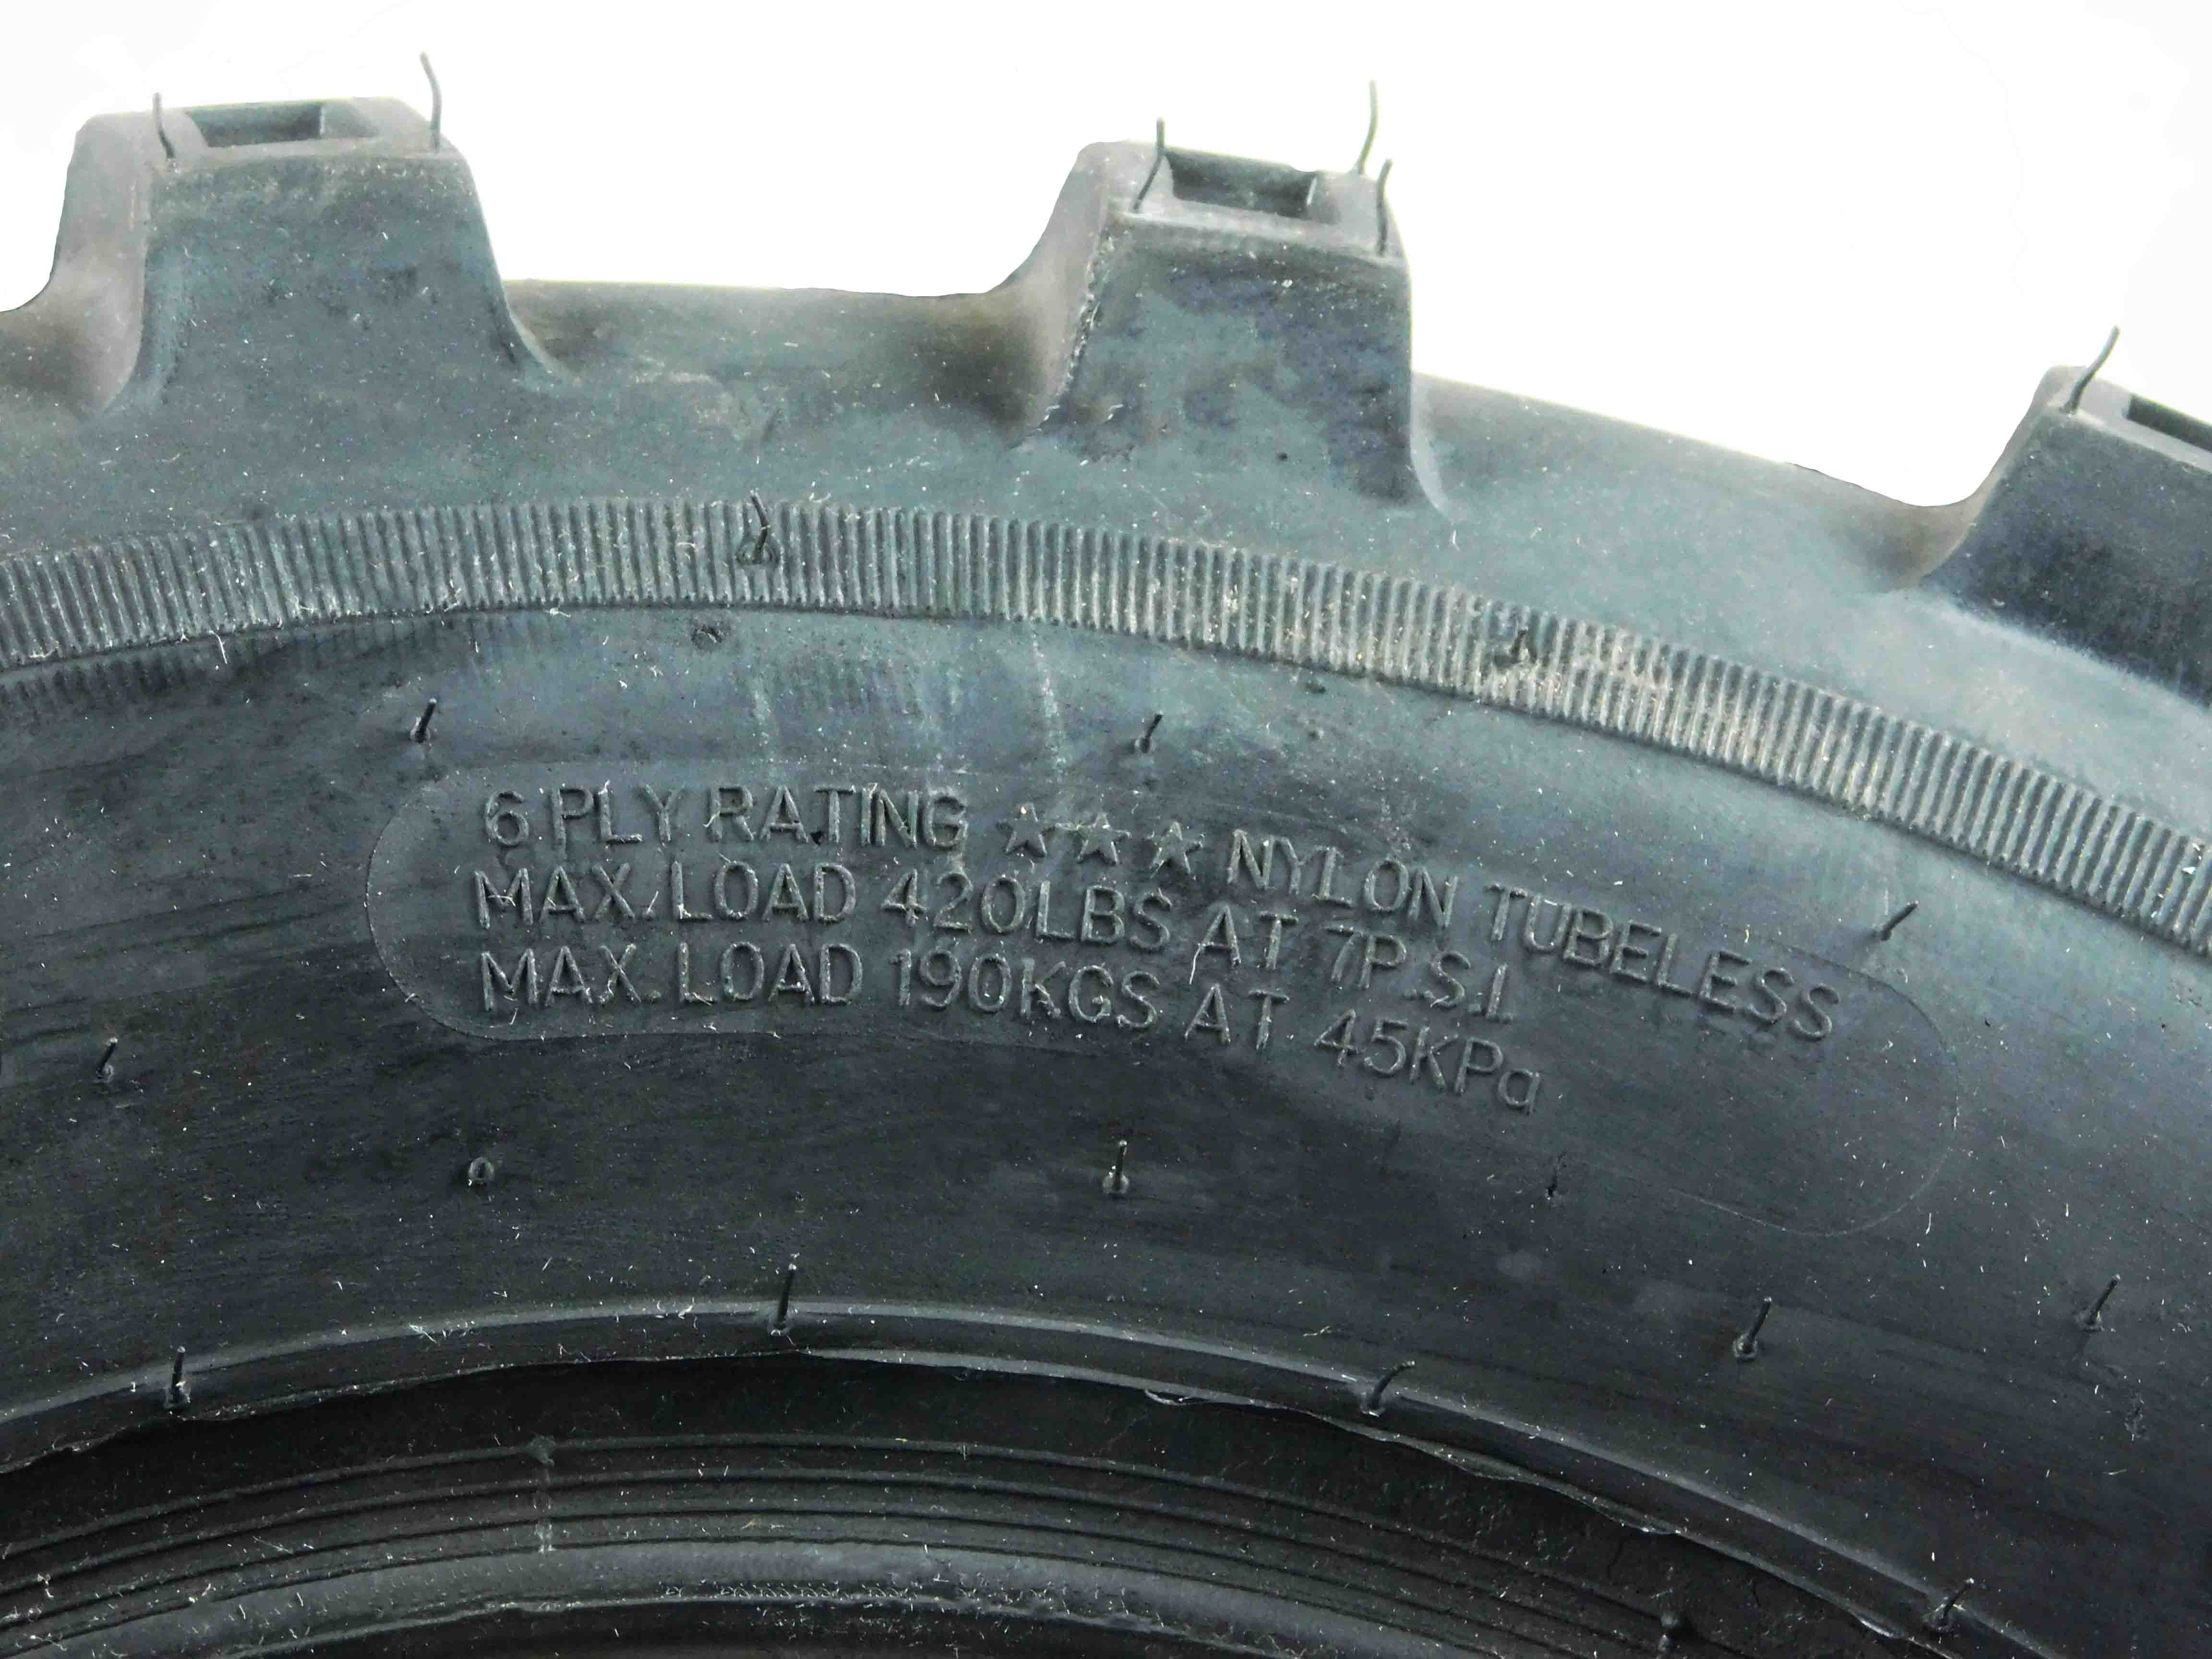 6 PLY RATING ★★★ NYLON TUBELESS
MAX. LOAD 420LBS AT 7P.S.I.
MAX. LOAD 190KGS AT 45KPa